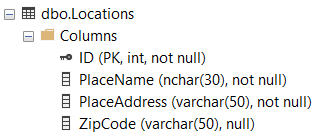 dbo.Locations
Columns
ID (PK, int, not null)
PlaceName (nchar(30), not null)
PlaceAddress (varchar(50), not null)
ZipCode (varchar(50), null)